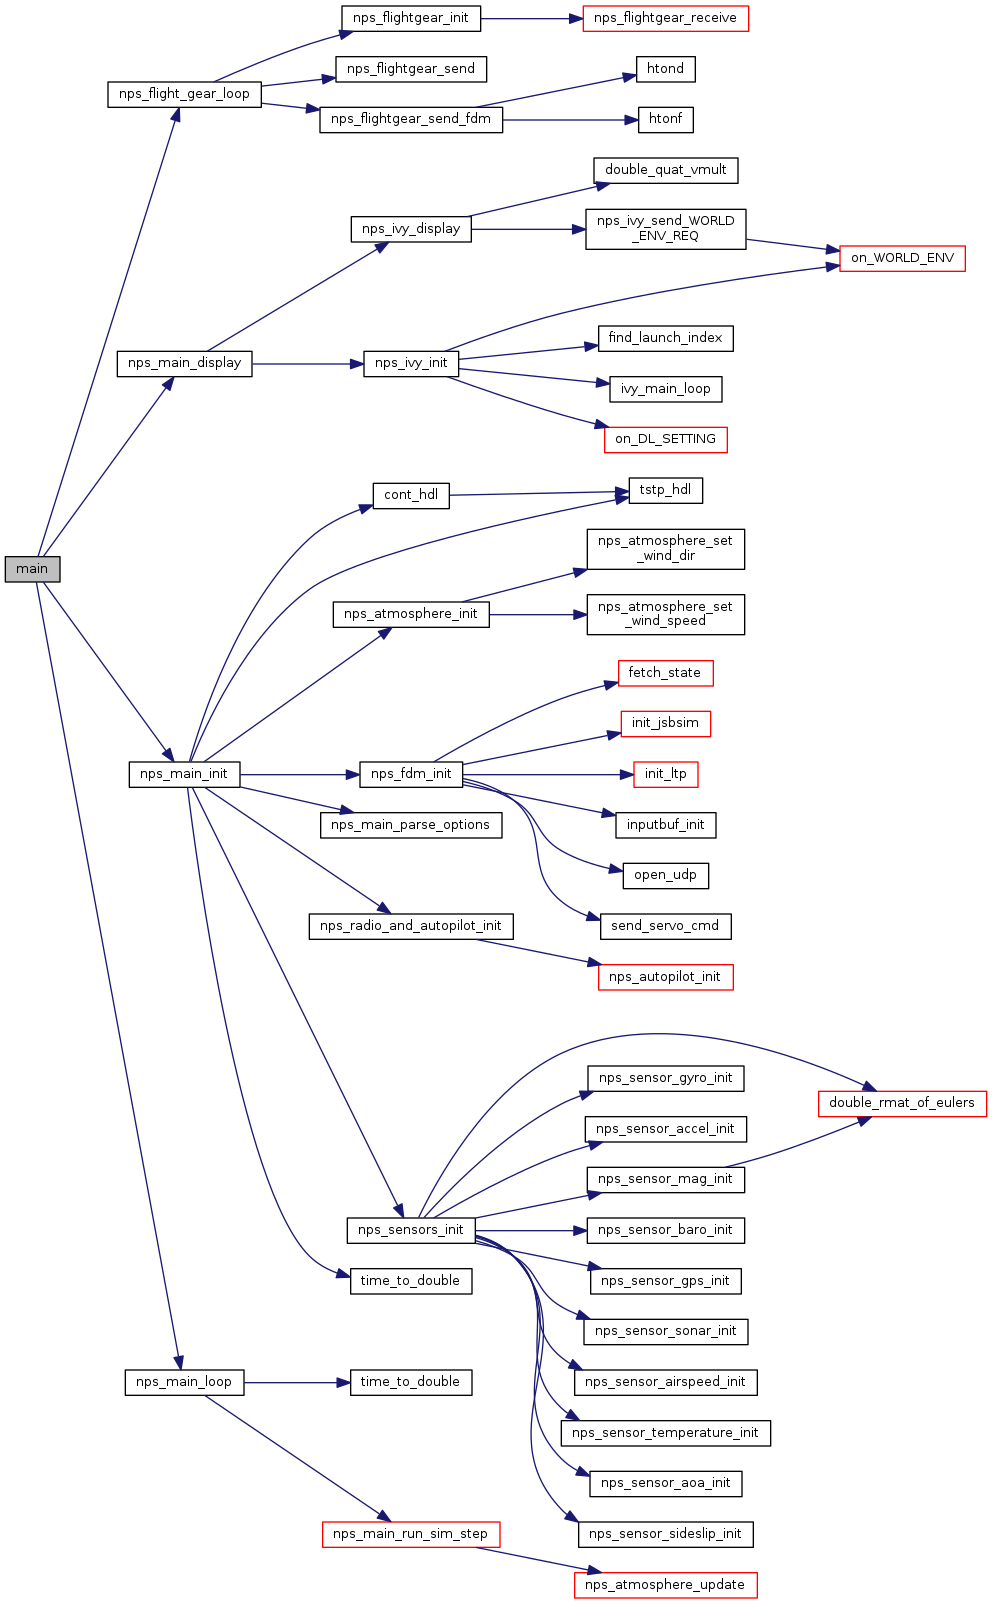 nps_flightgear_init
nps_flightgear_receive
nps_flightgear_send
htond
nps_flight_gear_loop
nps_flightgear_send_fdm
htonf
double_quat_vmult
nps_ivy_display
nps_ivy_send_WORLD
_ENV_REQ
on_WORLD_ENV
find_launch_index
nps_main_display
nps_ivy_init
ivy_main_loop
on_DL_SETTING
cont_hdl
tstp_hdl
nps_atmosphere_set
_wind_dir
main
nps_atmosphere_init
nps_atmosphere_set
_wind_speed
fetch_state
init_jsbsim
nps_main_init
nps_fdm_init
init_ltp
nps_main_parse_options
inputbuf_init
open_udp
nps_radio_and_autopilot_init
send_servo_cmd
nps_autopilot_init
nps_sensor_gyro_init
double_rmat_of_eulers
nps_sensor_accel_init
nps_sensor_mag_init
nps_sensors_init
nps_sensor_baro_init
time_to_double
nps_sensor_gps_init
nps_sensor_sonar_init
nps_main_loop
time_to_double
nps_sensor_airspeed_init
nps_sensor_temperature_init
nps_sensor_aoa_init
nps_main_run_sim_step
nps_sensor_sideslip_init
nps_atmosphere_update